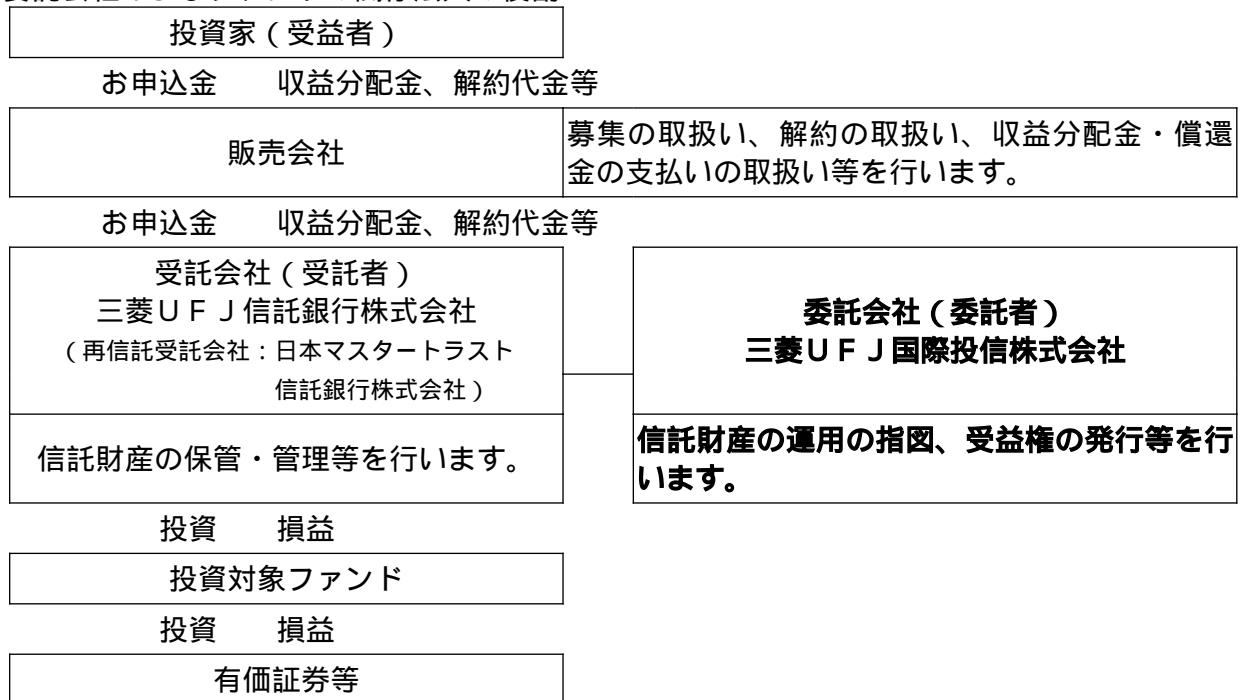 投資家（受益者）
お申込金　　収益分配金、解約代金等
販売会社
募集の取扱い、解約の取扱い、収益分配金・償還
金の支払いの取扱い等を行います。
お申込金　　収益分配金、解約代金等
受託会社（受託者）
三菱ＵＦＪ信託銀行株式会社
（再信託受託会社：日本マスタートラスト
信託銀行株式会社）
委託会社（委託者）
三菱ＵＦＪ国際投信株式会社
信託財産の保管・管理等を行います。
信託財産の運用の指図、受益権の発行等を行
います。
投資　　損益
投資対象ファンド
投資　　損益
有価証券等